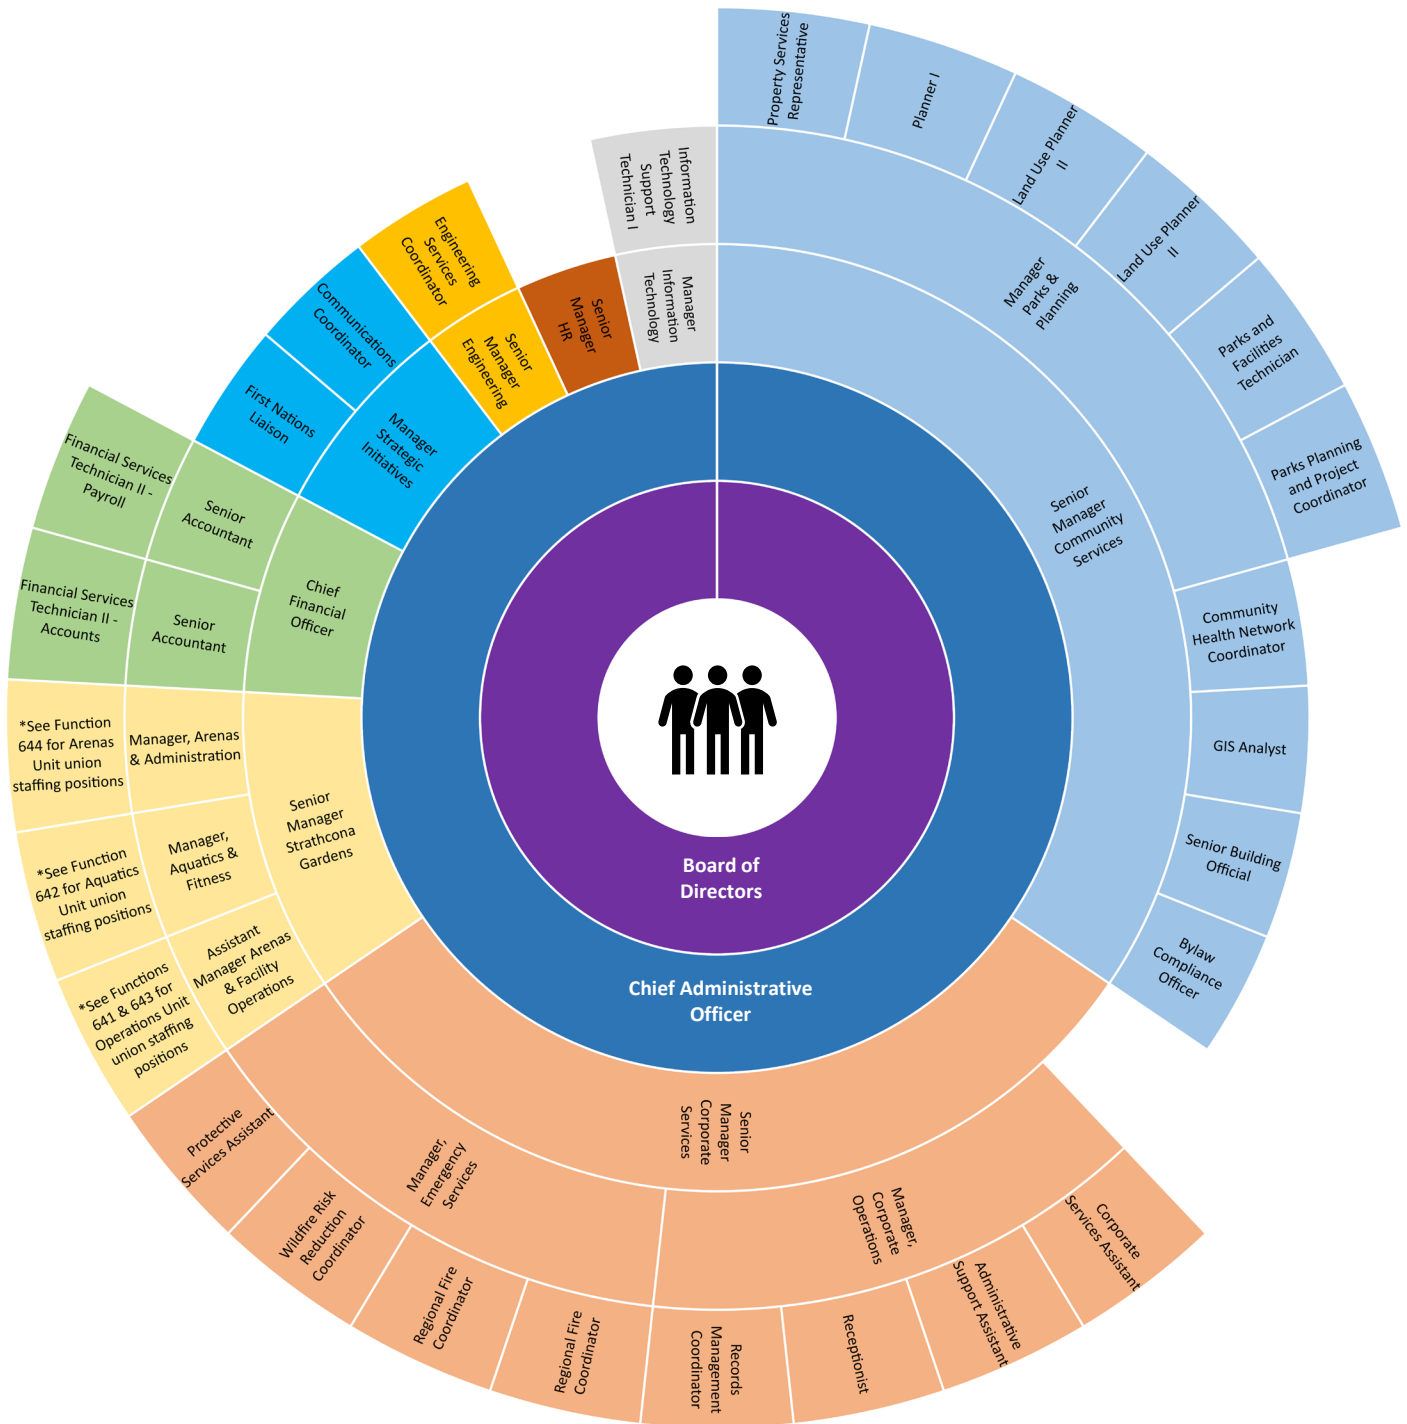 Board of
Directors
Chief Administrative
Officer
Senior
Manager
Community
Services
Manager
Parks &
Planning
Property Services
Representative
Planner I
Land Use Planner
II
Land Use Planner
II
Parks and
Facilities
Technician
Parks Planning
and Project
Coordinator
Community
Health Network
Coordinator
GIS Analyst
Senior Building
Official
Bylaw
Compliance
Officer
Senior
Manager
Corporate
Services
Manager,
Corporate
Operations
Corporate
Services Assistant
Administrative
Support Assistant
Receptionist
Records
Management
Coordinator
Manager,
Emergency
Services
Regional Fire
Coordinator
Regional Fire
Coordinator
Wildfire Risk
Reduction
Coordinator
Protective
Services Assistant
Senior
Manager
Strathcona
Gardens
Assistant
Manager Arenas
& Facility
Operations
*See Functions
641 & 643 for
Operations Unit
union staffing
positions
Manager,
Aquatics &
Fitness
*See Function
642 for Aquatics
Unit union
staffing positions
Manager, Arenas
& Administration
*See Function
644 for Arenas
Unit union
staffing positions
Chief
Financial
Officer
Senior
Accountant
Financial Services
Technician II -
Accounts
Senior
Accountant
Financial Services
Technician II -
Payroll
Manager
Strategic
Initiatives
First Nations
Liaison
Communications
Coordinator
Senior
Manager
Engineering
Engineering
Services
Coordinator
Senior
Manager
HR
Manager
Information
Technology
Information
Technology
Support
Technician I